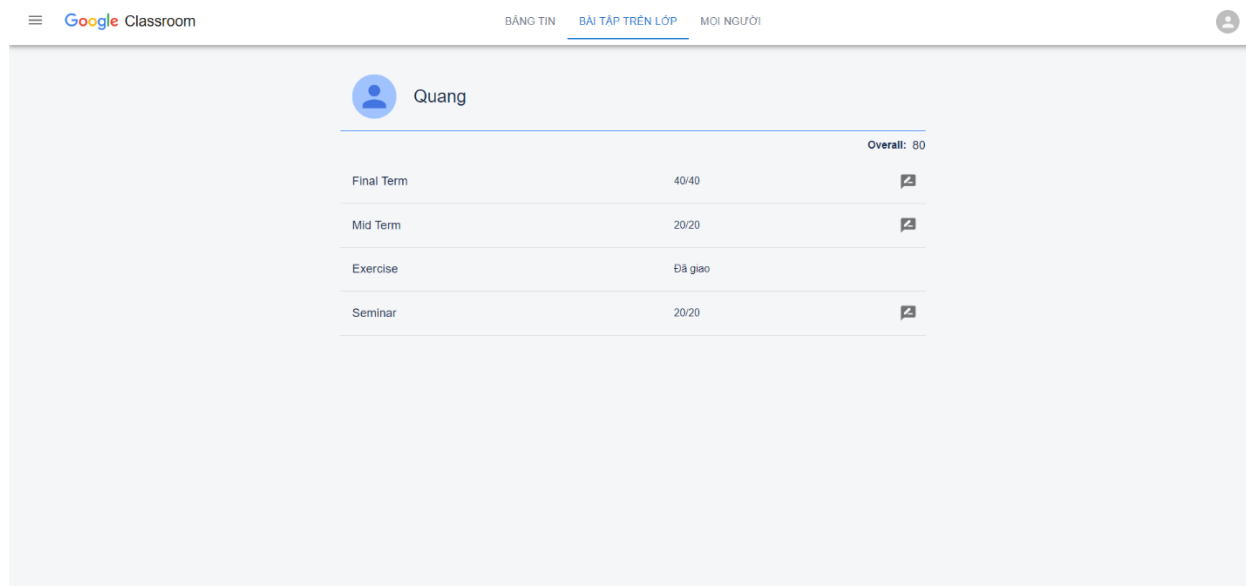 Google Classroom BẢNG TIN BÀI TẬP TRÊN LỚP MỌI NGƯỜI
Quang
Overall: 80
Final Term 40/40
Mid Term 20/20
Exercise Đã giao
Seminar 20/20